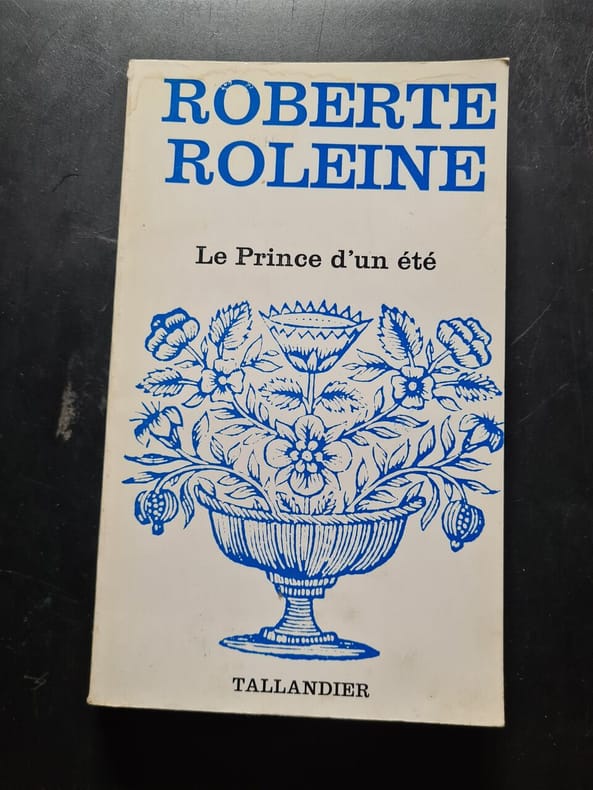 ROBERTE
ROLEINE
Le Prince d'un été
TALLANDIER